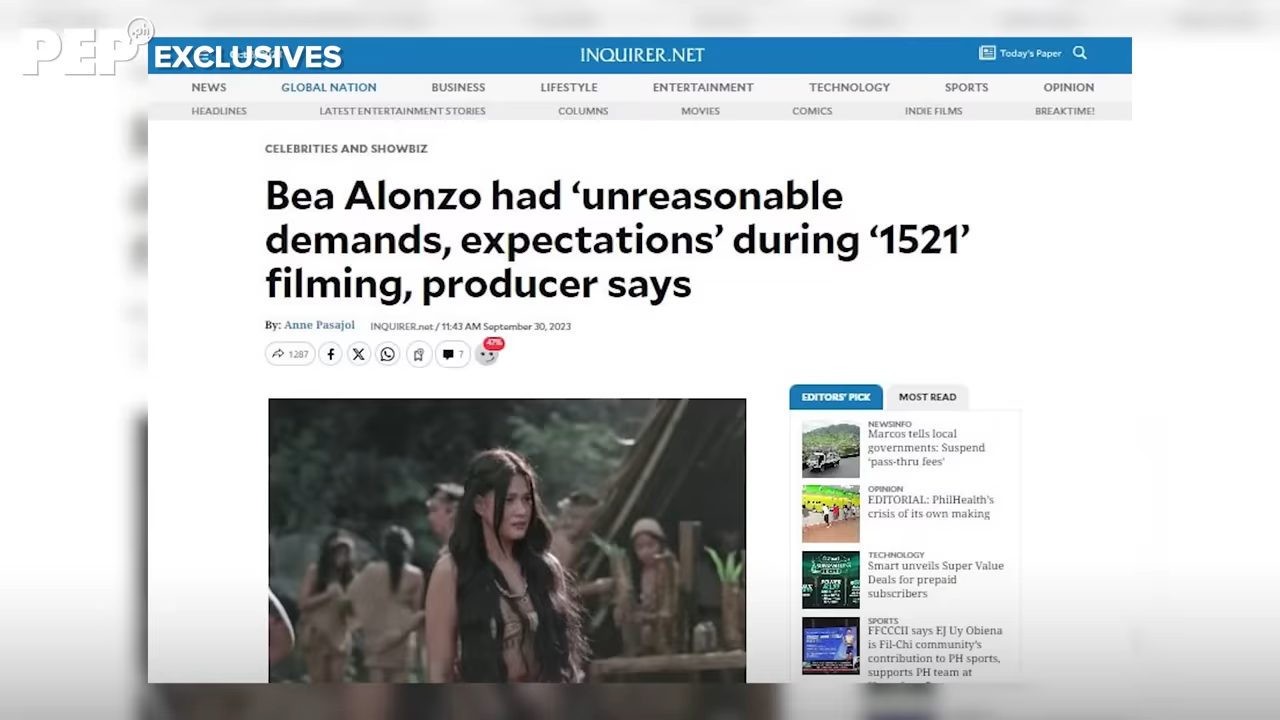 PEP.ph
EXCLUSIVES
INQUIRER.NET
Today's Paper
NEWS GLOBAL NATION BUSINESS LIFESTYLE ENTERTAINMENT TECHNOLOGY SPORTS OPINION
HEADLINES LATEST ENTERTAINMENT STORIES COLUMNS MOVIES COMICS INDIE FILMS BREAKTIME!
CELEBRITIES AND SHOWBIZ
Bea Alonzo had ‘unreasonable
demands, expectations’ during ‘1521’
filming, producer says
By: Anne Pasajol INQUIRER.net / 11:43 AM September 30, 2023
1287
7
47%
EDITORS' PICK MOST READ
NEWSINFO
Marcos tells local
governments: Suspend
‘pass-thru fees’
OPINION
EDITORIAL: PhilHealth's
crisis of its own making
TECHNOLOGY
Smart unveils Super Value
Deals for prepaid
subscribers
SPORTS
FFCCCII says EJ Uy Obiena
is Fil-Chi community's
contribution to PH sports,
supports PH team at